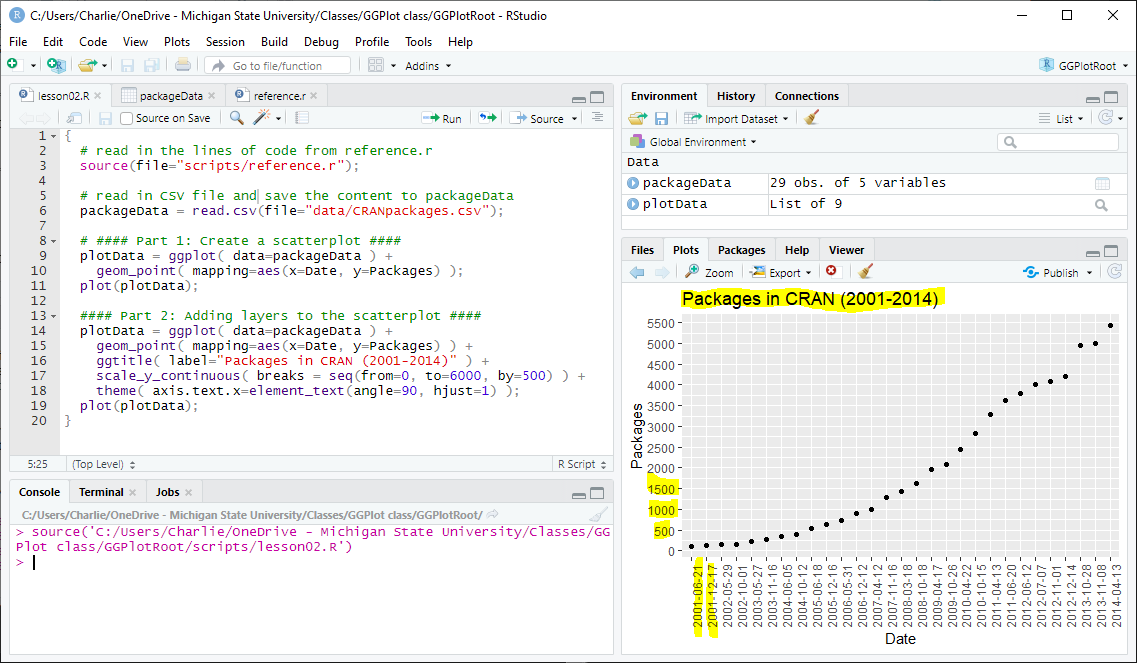 C:/Users/Charlie/OneDrive - Michigan State University/Classes/GGPlot class/GGPlotRoot - RStudio
File Edit Code View Plots Session Build Debug Profile Tools Help
Go to file/function Addins GGPlotRoot
lesson02.R packageData reference.r
Source on Save Run Source
1 {
2 # read in the lines of code from reference.r
3 source(file="scripts/reference.r");
4
5 # read in CSV file and save the content to packageData
6 packageData = read.csv(file="data/CRANpackages.csv");
7
8 # #### Part 1: Create a scatterplot ####
9 plotData = ggplot( data=packageData ) +
10 geom_point( mapping=aes(x=Date, y=Packages) );
11 plot(plotData);
12
13 #### Part 2: Adding layers to the scatterplot ####
14 plotData = ggplot( data=packageData ) +
15 geom_point( mapping=aes(x=Date, y=Packages) ) +
16 ggtitle( label="Packages in CRAN (2001-2014)" ) +
17 scale_y_continuous( breaks = seq(from=0, to=6000, by=500) ) +
18 theme( axis.text.x=element_text(angle=90, hjust=1) );
19 plot(plotData);
20 }
5:25 (Top Level) R Script
Console Terminal Jobs
C:/Users/Charlie/OneDrive - Michigan State University/Classes/GGPlot class/GGPlotRoot/
> source('C:/Users/Charlie/OneDrive - Michigan State University/Classes/GG
Plot class/GGPlotRoot/scripts/lesson02.R')
>
Environment History Connections
Import Dataset List
Global Environment
Data
packageData 29 obs. of 5 variables
plotData List of 9
Files Plots Packages Help Viewer
Zoom Export Publish
Packages in CRAN (2001-2014)
Packages
5500
5000
4500
4000
3500
3000
2500
2000
1500
1000
500
0
2001-06-21
2001-12-17
2002-05-29
2002-10-01
2003-05-27
2003-11-16
2004-06-05
2004-10-12
2005-06-18
2005-12-16
2006-05-31
2006-12-12
2007-04-12
2007-11-16
2008-03-18
2008-10-18
2009-04-17
2009-10-26
2010-04-22
2010-10-15
2011-04-13
2011-06-20
2012-06-12
2012-07-07
2012-11-01
2012-12-14
2013-10-28
2013-11-08
2014-04-13
Date